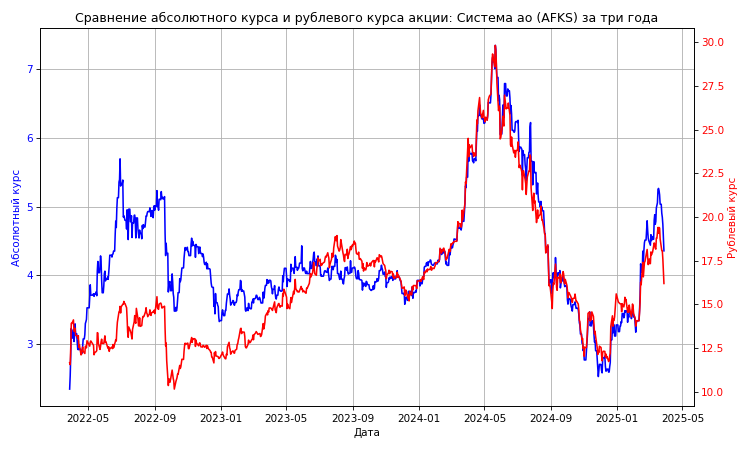 Сравнение абсолютного курса и рублевого курса акции: Система ао (AFKS) за три года
Абсолютный курс
7
6
5
4
3
30.0
27.5
25.0
22.5
20.0
17.5
15.0
12.5
10.0
Рублевый курс
2022-05 2022-09 2023-01 2023-05 2023-09 2024-01 2024-05 2024-09 2025-01 2025-05
Дата